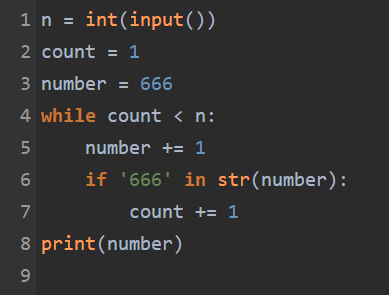 1 n = int(input())
2 count = 1
3 number = 666
4 while count < n:
5     number += 1
6     if '666' in str(number):
7         count += 1
8 print(number)
9